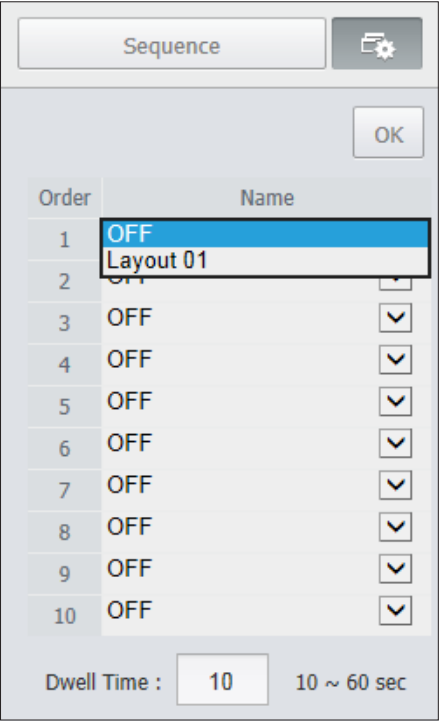 Sequence
OK
Order Name
1 OFF
Layout 01
2 OFF
3 OFF
4 OFF
5 OFF
6 OFF
7 OFF
8 OFF
9 OFF
10 OFF
Dwell Time : 10 10 ~ 60 sec